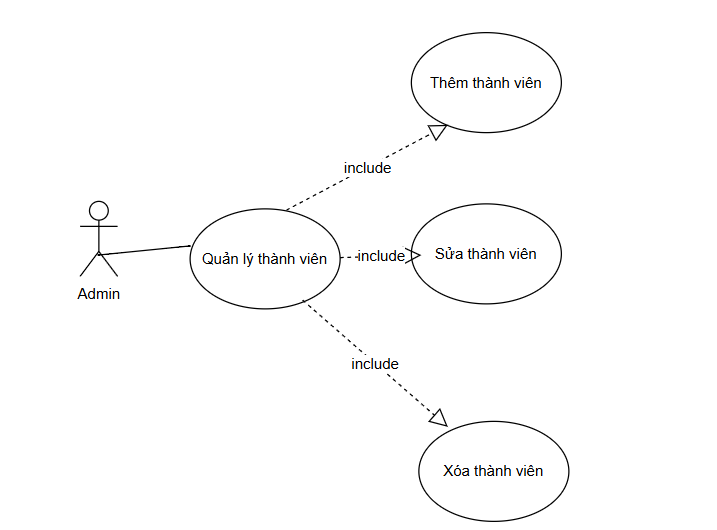 Thêm thành viên
include
Admin
Quản lý thành viên
include
Sửa thành viên
include
Xóa thành viên